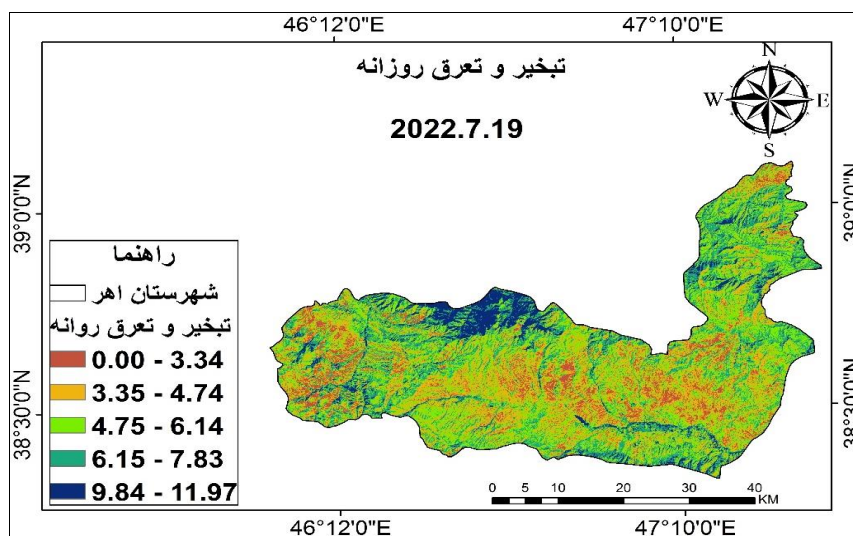 46°12'0"E
47°10'0"E
تبخیر و تعرق روزانه
2022.7.19
N
W
E
S
39°0'0"N
39°0'0"N
راهنما
شهرستان اهر
تبخیر و تعرق روانه
0.00 - 3.34
3.35 - 4.74
4.75 - 6.14
6.15 - 7.83
9.84 - 11.97
38°30'0"N
38°30'0"N
0 5 10 20 30 40
KM
46°12'0"E
47°10'0"E